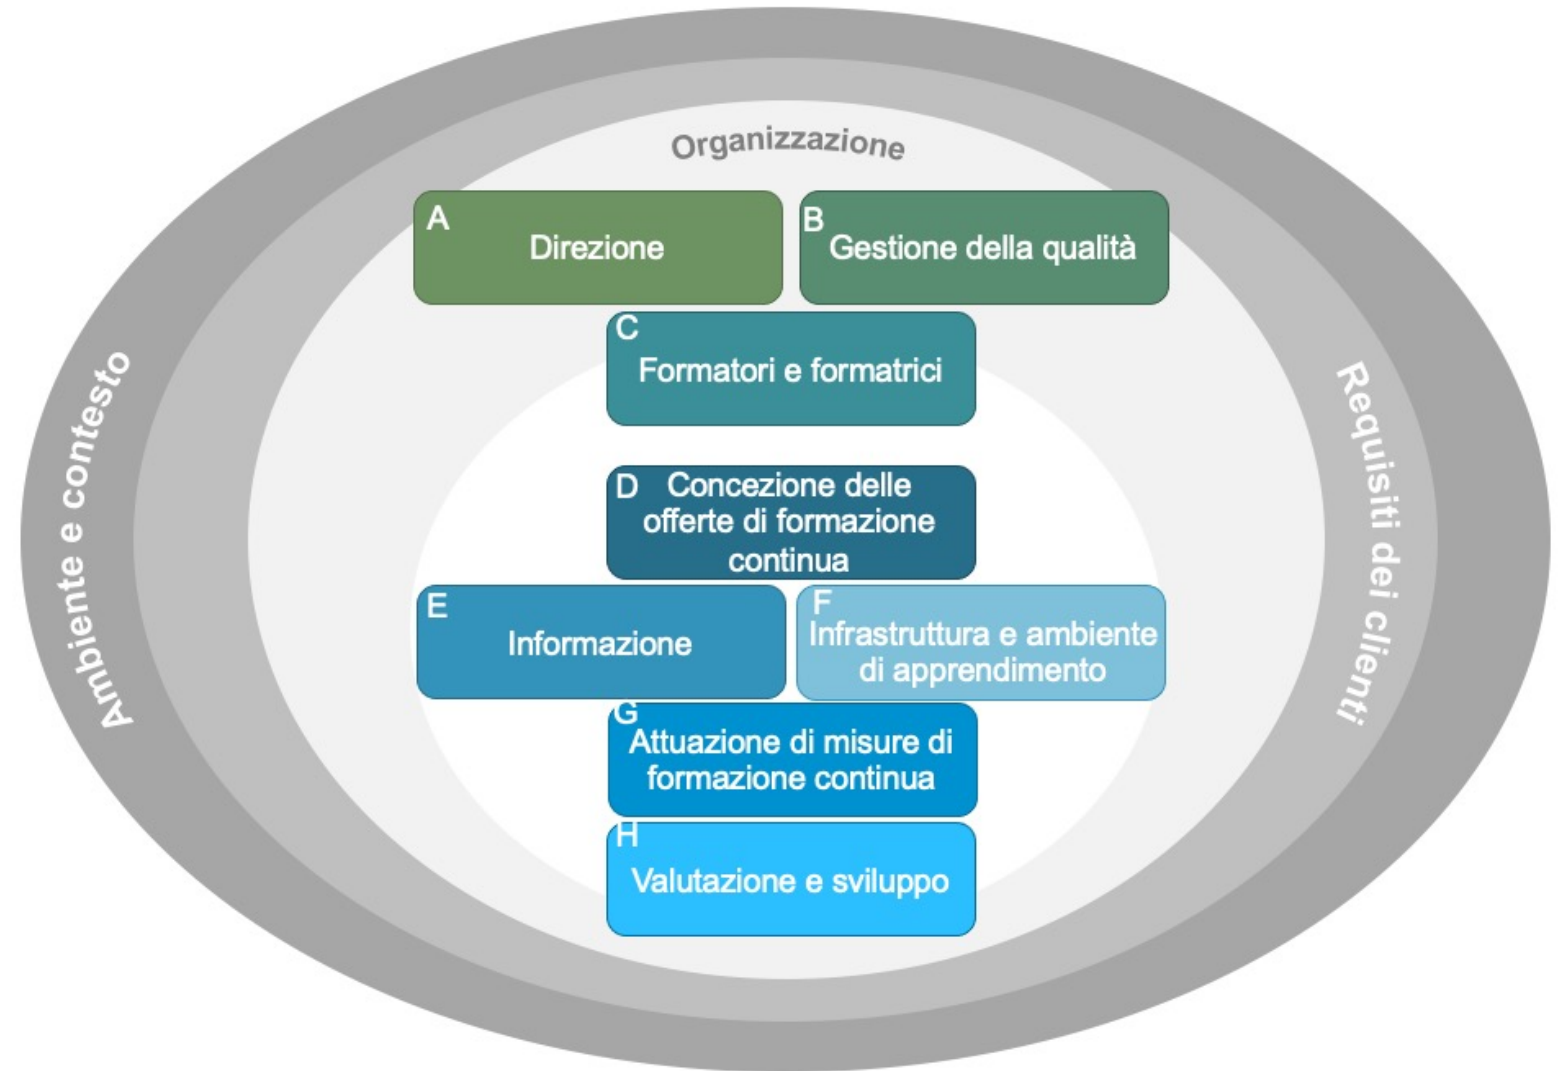 Organizzazione
A
Direzione
B
Gestione della qualità
C
Formatori e formatrici
Ambiente e contesto
Requisiti dei clienti
D
Concezione delle
offerte di formazione
continua
E
Informazione
F
Infrastruttura e ambiente
di apprendimento
G
Attuazione di misure di
formazione continua
H
Valutazione e sviluppo